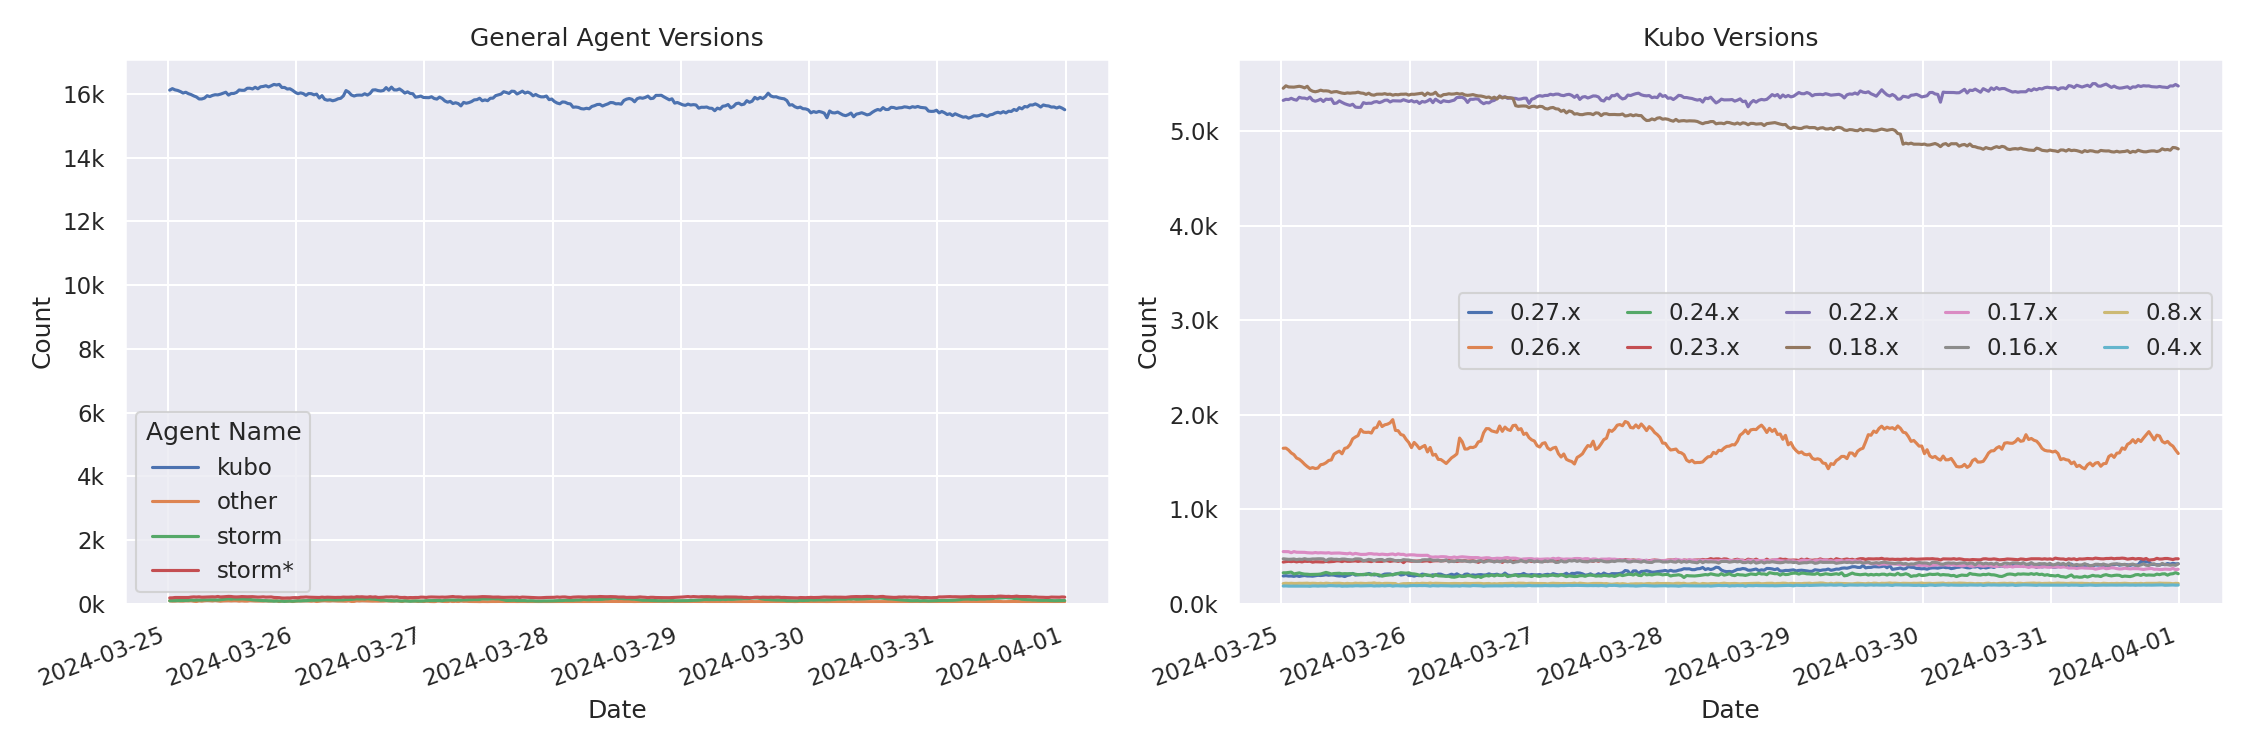 General Agent Versions
16k
14k
12k
10k
8k
6k
4k
2k
0k
Count
Agent Name
kubo
other
storm
storm*
2024-03-25
2024-03-26
2024-03-27
2024-03-28
2024-03-29
2024-03-30
2024-03-31
2024-04-01
Date
Kubo Versions
5.0k
4.0k
3.0k
2.0k
1.0k
0.0k
Count
0.27.x 0.24.x 0.22.x 0.17.x 0.8.x
0.26.x 0.23.x 0.18.x 0.16.x 0.4.x
2024-03-25
2024-03-26
2024-03-27
2024-03-28
2024-03-29
2024-03-30
2024-03-31
2024-04-01
Date